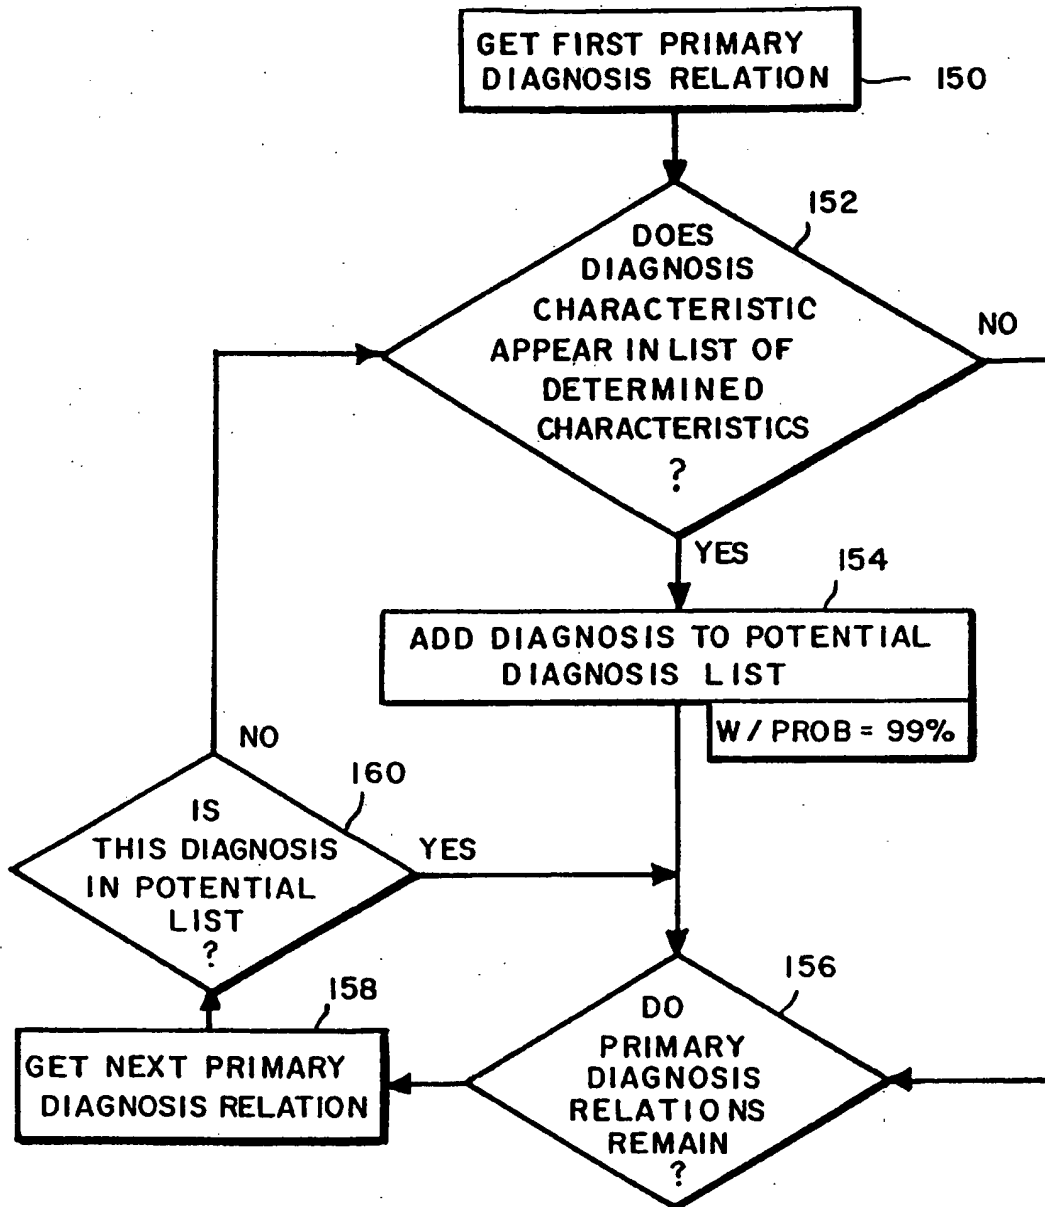 GET FIRST PRIMARY
DIAGNOSIS RELATION
150
152
DOES
DIAGNOSIS
CHARACTERISTIC
APPEAR IN LIST OF
DETERMINED
CHARACTERISTICS
?
NO
YES
154
ADD DIAGNOSIS TO POTENTIAL
DIAGNOSIS LIST
W / PROB = 99%
NO
160
IS
THIS DIAGNOSIS
IN POTENTIAL
LIST
?
YES
156
DO
PRIMARY
DIAGNOSIS
RELATIONS
REMAIN
?
158
GET NEXT PRIMARY
DIAGNOSIS RELATION